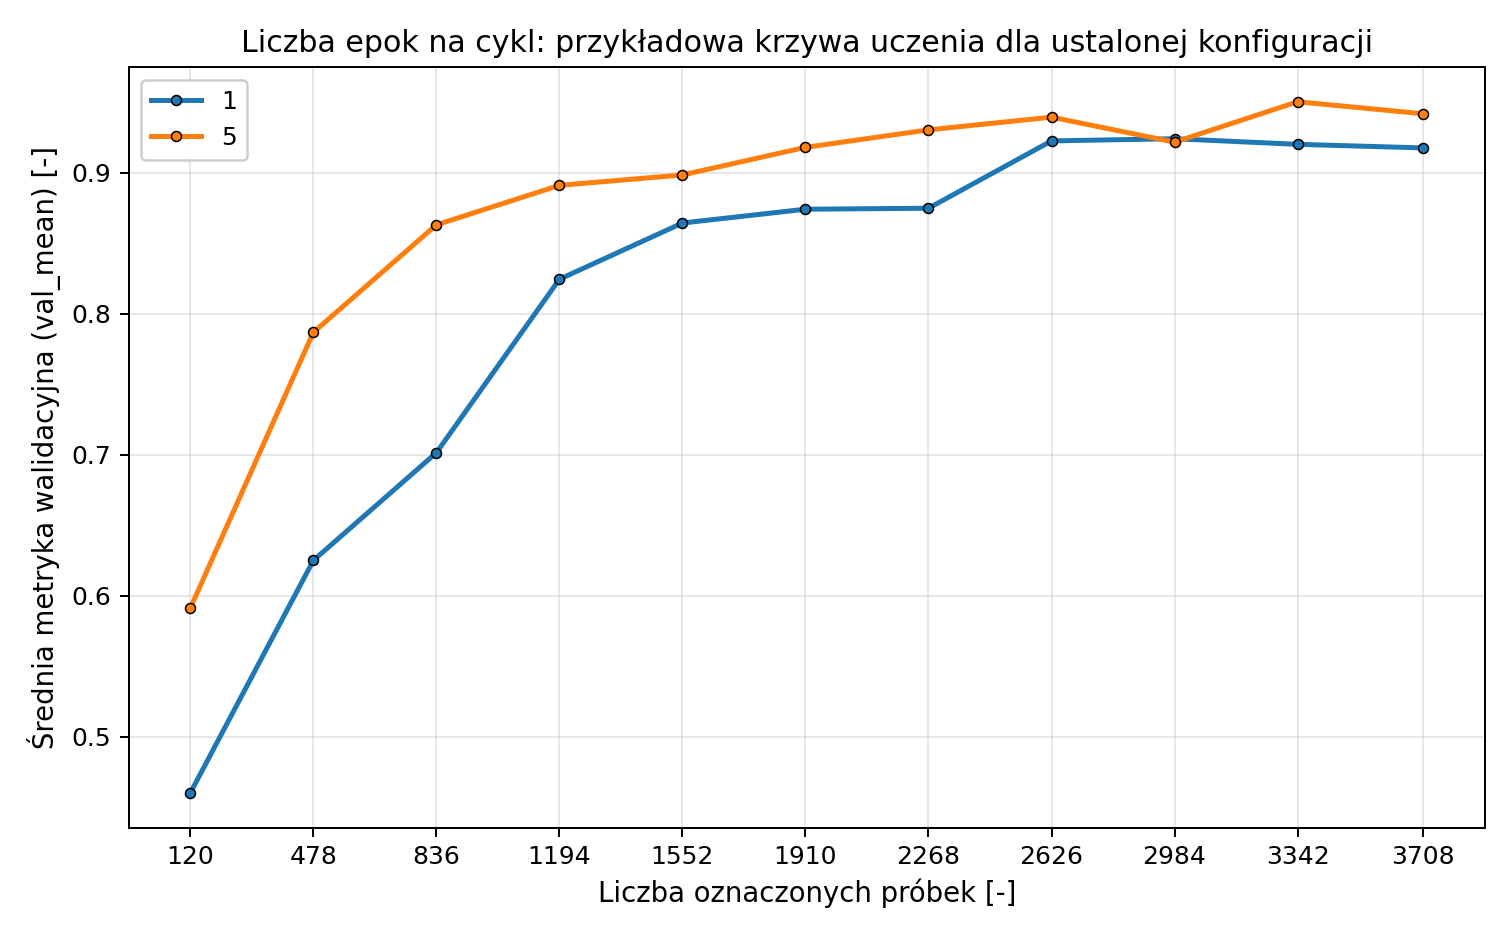 Liczba epok na cykl: przykładowa krzywa uczenia dla ustalonej konfiguracji
1
5
Średnia metryka walidacyjna (val_mean) [-]
0.9
0.8
0.7
0.6
0.5
120 478 836 1194 1552 1910 2268 2626 2984 3342 3708
Liczba oznaczonych próbek [-]